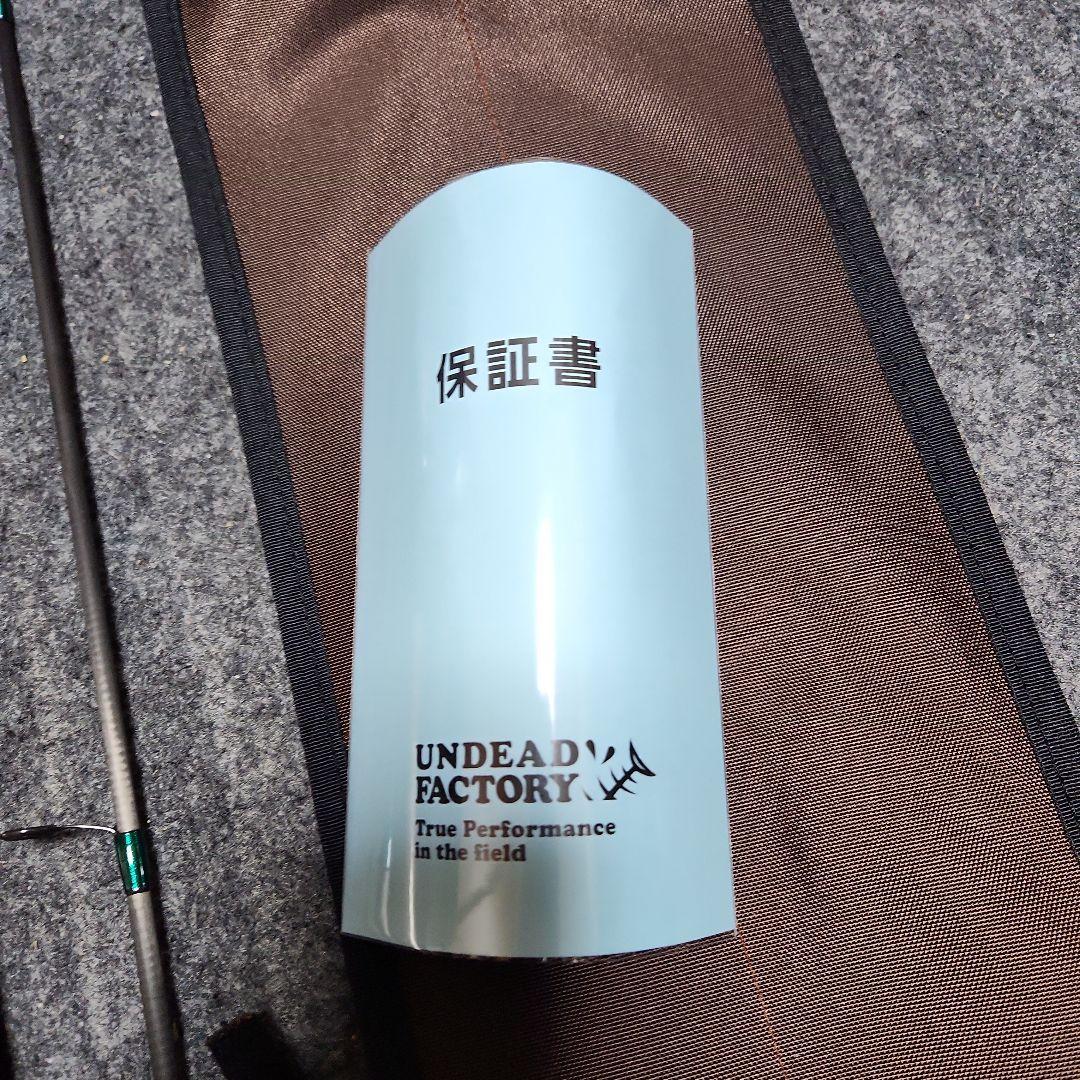 保証書
UNDEAD
FACTORY
True Performance
in the field